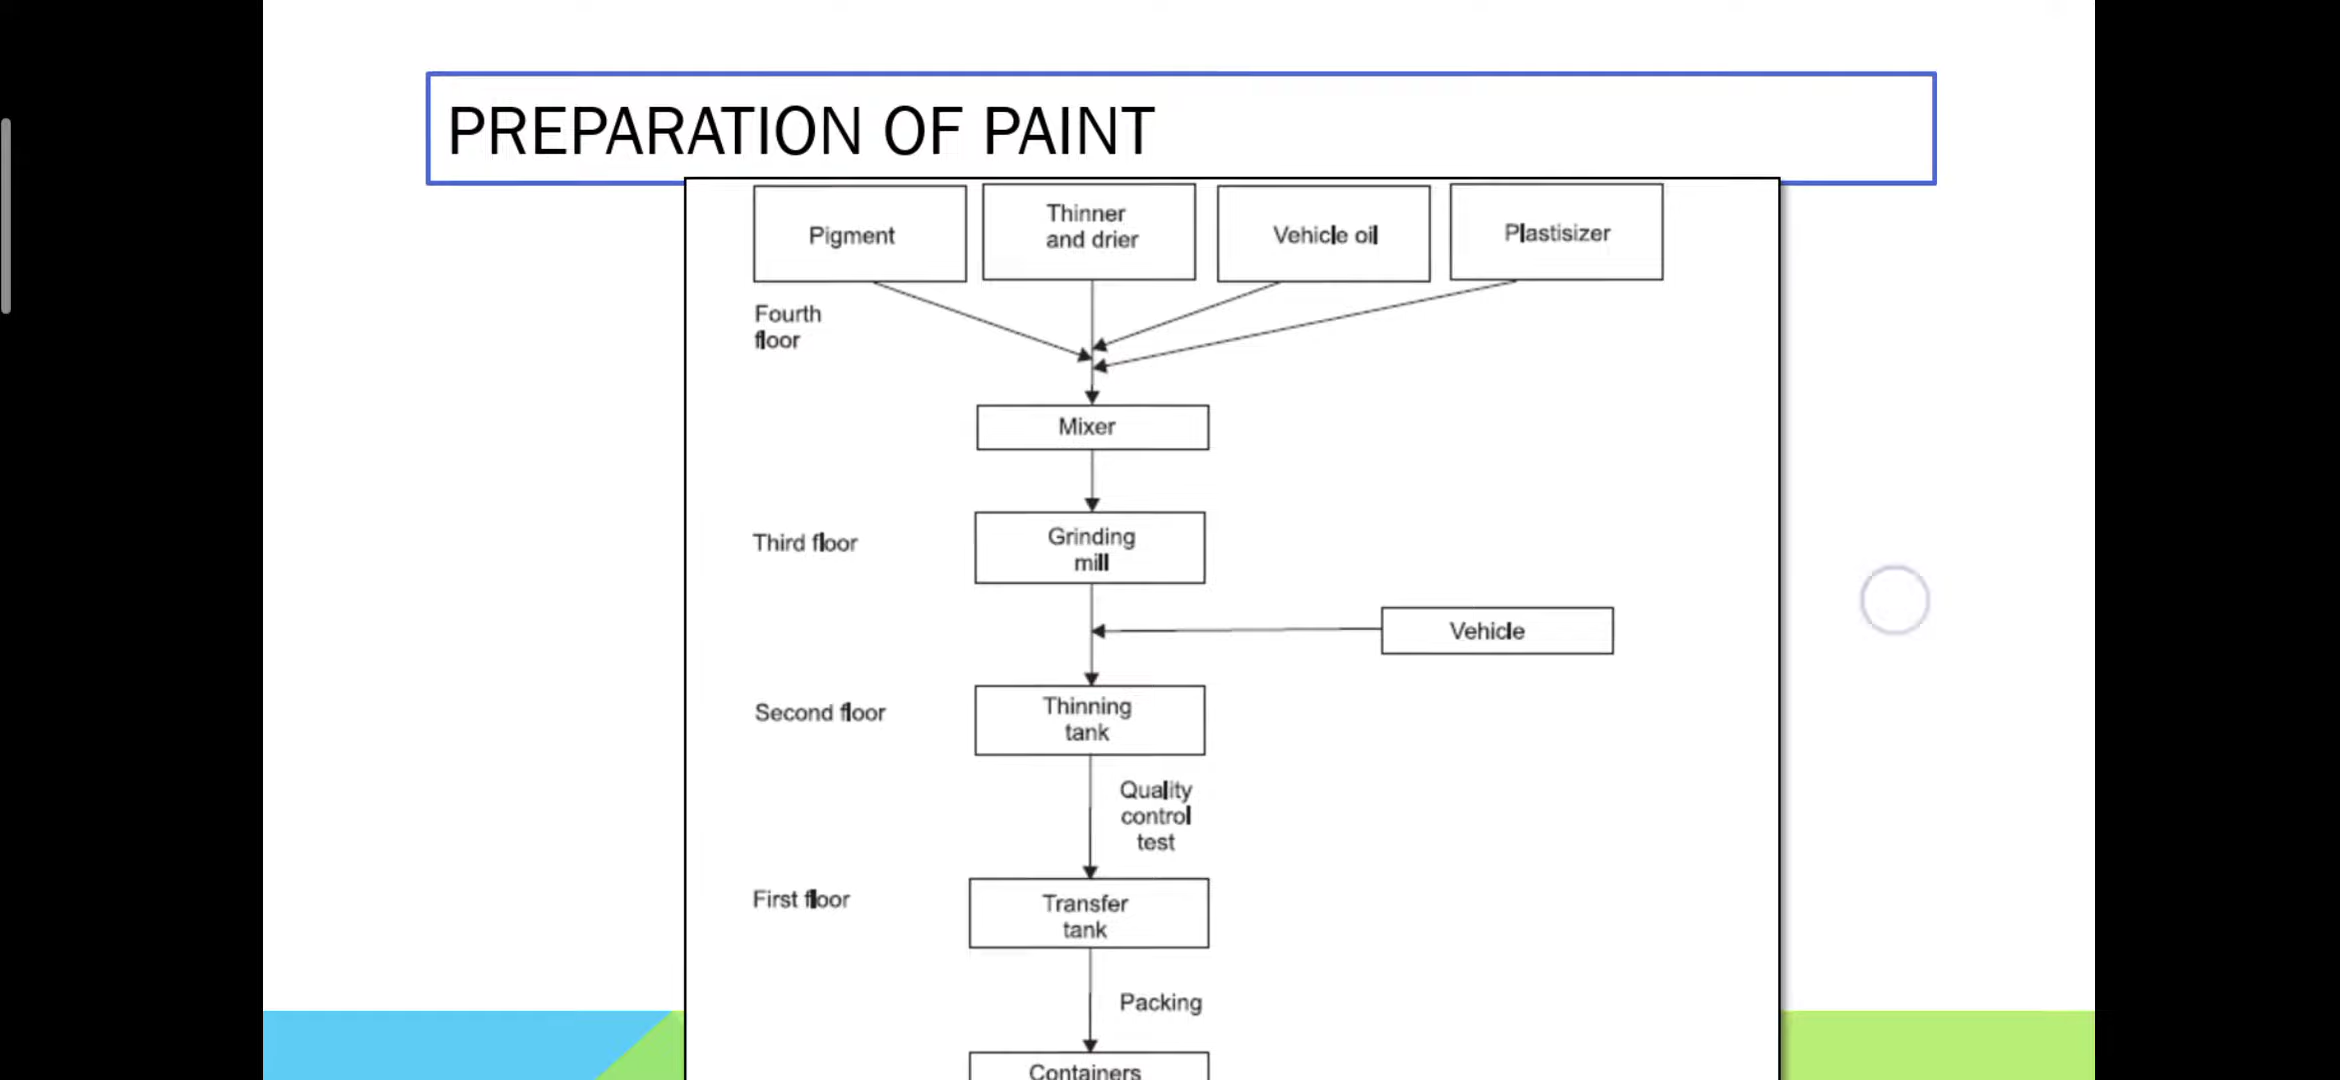 PREPARATION OF PAINT
Pigment
Thinner
and drier
Vehicle oil
Plastisizer
Fourth
floor
Mixer
Third floor
Grinding
mill
Vehicle
Second floor
Thinning
tank
Quality
control
test
First floor
Transfer
tank
Packing
Containers